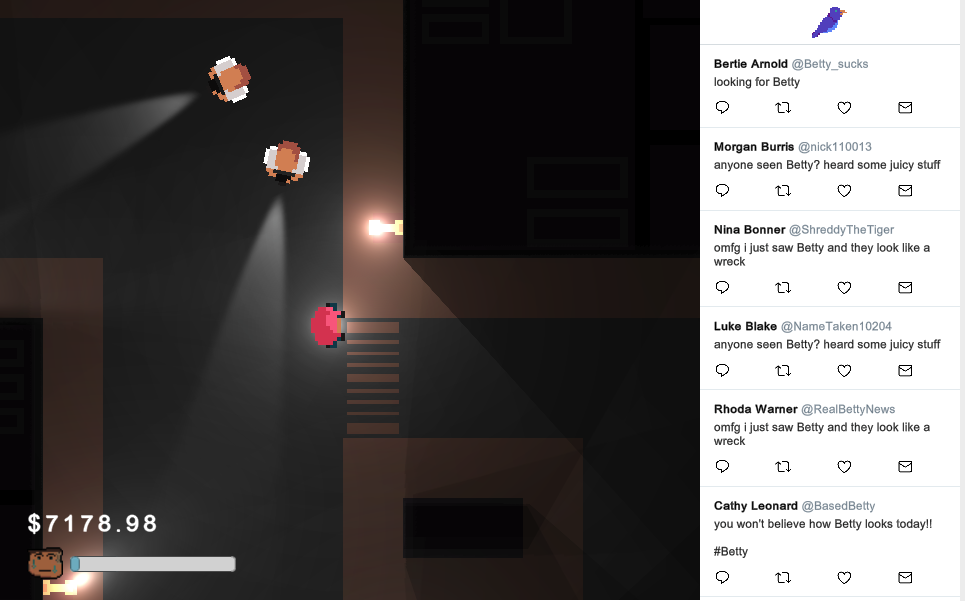 Bertie Arnold @Betty_sucks
looking for Betty
Morgan Burris @nick110013
anyone seen Betty? heard some juicy stuff
Nina Bonner @ShreddyTheTiger
omfg i just saw Betty and they look like a
wreck
Luke Blake @NameTaken10204
anyone seen Betty? heard some juicy stuff
Rhoda Warner @RealBettyNews
omfg i just saw Betty and they look like a
wreck
Cathy Leonard @BasedBetty
you won't believe how Betty looks today!!
#Betty
$7178.98